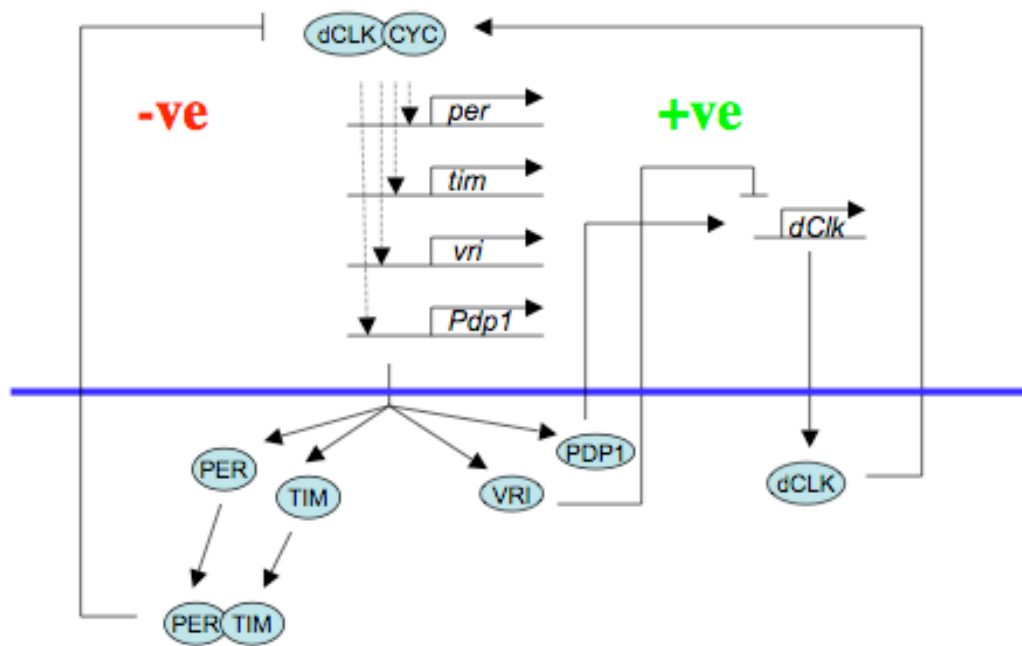 dCLK CYC
-ve
+ve
per
tim
dClk
vri
Pdp1
PER
TIM
VRI
PDP1
dCLK
PER TIM